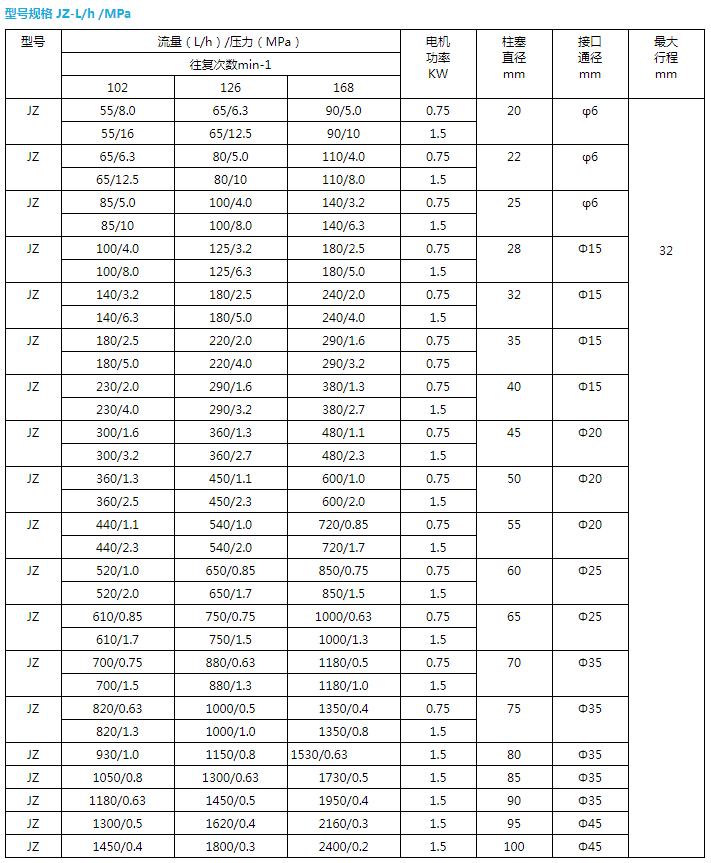 型号规格 JZ-L/h /MPa
型号 流量（L/h）/压力（MPa） 电机 柱塞 接口 最大
往复次数min-1 功率 直径 通径 行程
102 126 168 KW mm mm mm
JZ 55/8.0 65/6.3 90/5.0 0.75 20 φ6
55/16 65/12.5 90/10 1.5
JZ 65/6.3 80/5.0 110/4.0 0.75 22 φ6
65/12.5 80/10 110/8.0 1.5
JZ 85/5.0 100/4.0 140/3.2 0.75 25 φ6
85/10 100/8.0 140/6.3 1.5
JZ 100/4.0 125/3.2 180/2.5 0.75 28 Φ15 32
100/8.0 125/6.3 180/5.0 1.5
JZ 140/3.2 180/2.5 240/2.0 0.75 32 Φ15
140/6.3 180/5.0 240/4.0 1.5
JZ 180/2.5 220/2.0 290/1.6 0.75 35 Φ15
180/5.0 220/4.0 290/3.2 0.75
JZ 230/2.0 290/1.6 380/1.3 0.75 40 Φ15
230/4.0 290/3.2 380/2.7 1.5
JZ 300/1.6 360/1.3 480/1.1 0.75 45 Φ20
300/3.2 360/2.7 480/2.3 1.5
JZ 360/1.3 450/1.1 600/1.0 0.75 50 Φ20
360/2.5 450/2.3 600/2.0 1.5
JZ 440/1.1 540/1.0 720/0.85 0.75 55 Φ20
440/2.3 540/2.0 720/1.7 1.5
JZ 520/1.0 650/0.85 850/0.75 0.75 60 Φ25
520/2.0 650/1.7 850/1.5 1.5
JZ 610/0.85 750/0.75 1000/0.63 0.75 65 Φ25
610/1.7 750/1.5 1000/1.3 1.5
JZ 700/0.75 880/0.63 1180/0.5 0.75 70 Φ35
700/1.5 880/1.3 1180/1.0 1.5
JZ 820/0.63 1000/0.5 1350/0.4 0.75 75 Φ35
820/1.3 1000/1.0 1350/0.8 1.5
JZ 930/1.0 1150/0.8 1530/0.63 1.5 80 Φ35
JZ 1050/0.8 1300/0.63 1730/0.5 1.5 85 Φ35
JZ 1180/0.63 1450/0.5 1950/0.4 1.5 90 Φ35
JZ 1300/0.5 1620/0.4 2160/0.3 1.5 95 Φ45
JZ 1450/0.4 1800/0.3 2400/0.2 1.5 100 Φ45